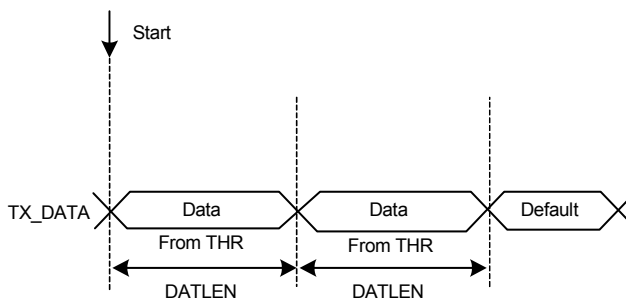 Start
TX_DATA
Data
Data
Default
From THR
From THR
DATLEN
DATLEN